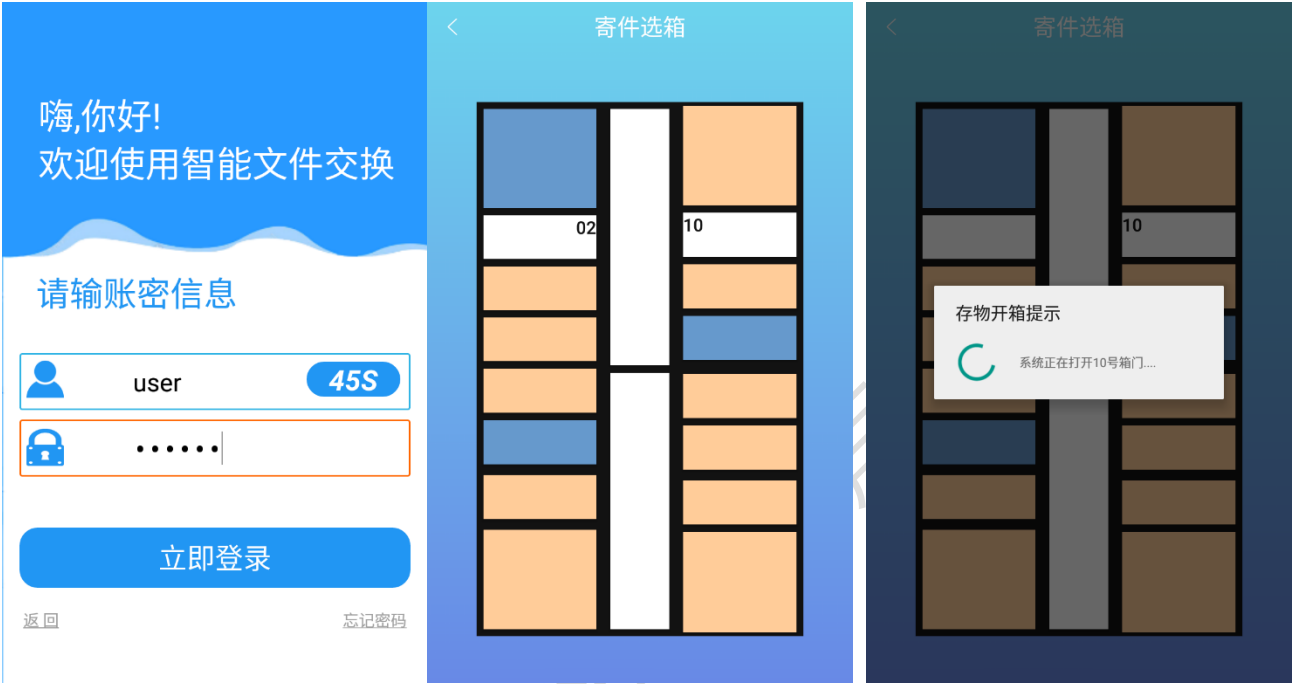 嗨,你好!
欢迎使用智能文件交换
请输账密信息
user
45S
••••••
立即登录
返 回
忘记密码
寄件选箱
02
10
寄件选箱
10
存物开箱提示
系统正在打开10号箱门....